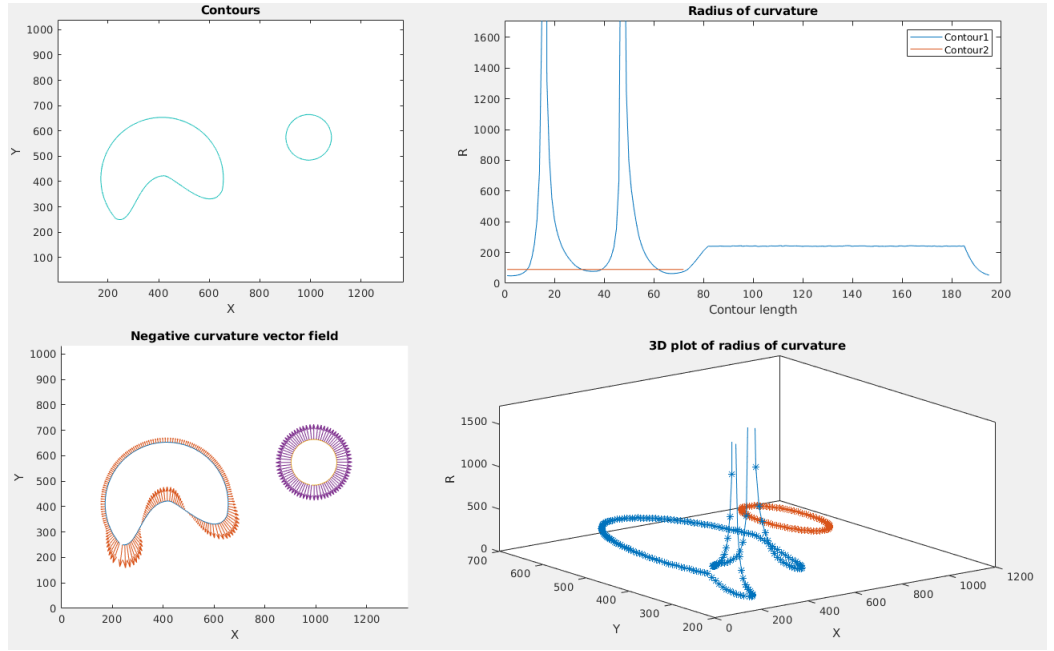 Contours
1000
900
800
700
600
500
400
300
200
100
Y
200 400 600 800 1000 1200
X
Radius of curvature
1600
1400
1200
1000
800
600
400
200
0
R
Contour1
Contour2
0 20 40 60 80 100 120 140 160 180 200
Contour length
Negative curvature vector field
1000
900
800
700
600
500
400
300
200
100
0
Y
0 200 400 600 800 1000 1200
X
3D plot of radius of curvature
1500
1000
500
0
R
700 600 500 400 300 200
Y
0 200 400 600 800 1000 1200
X